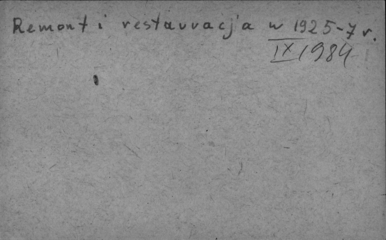 Remont i restauracja w 1925-7 r.
IX 1984